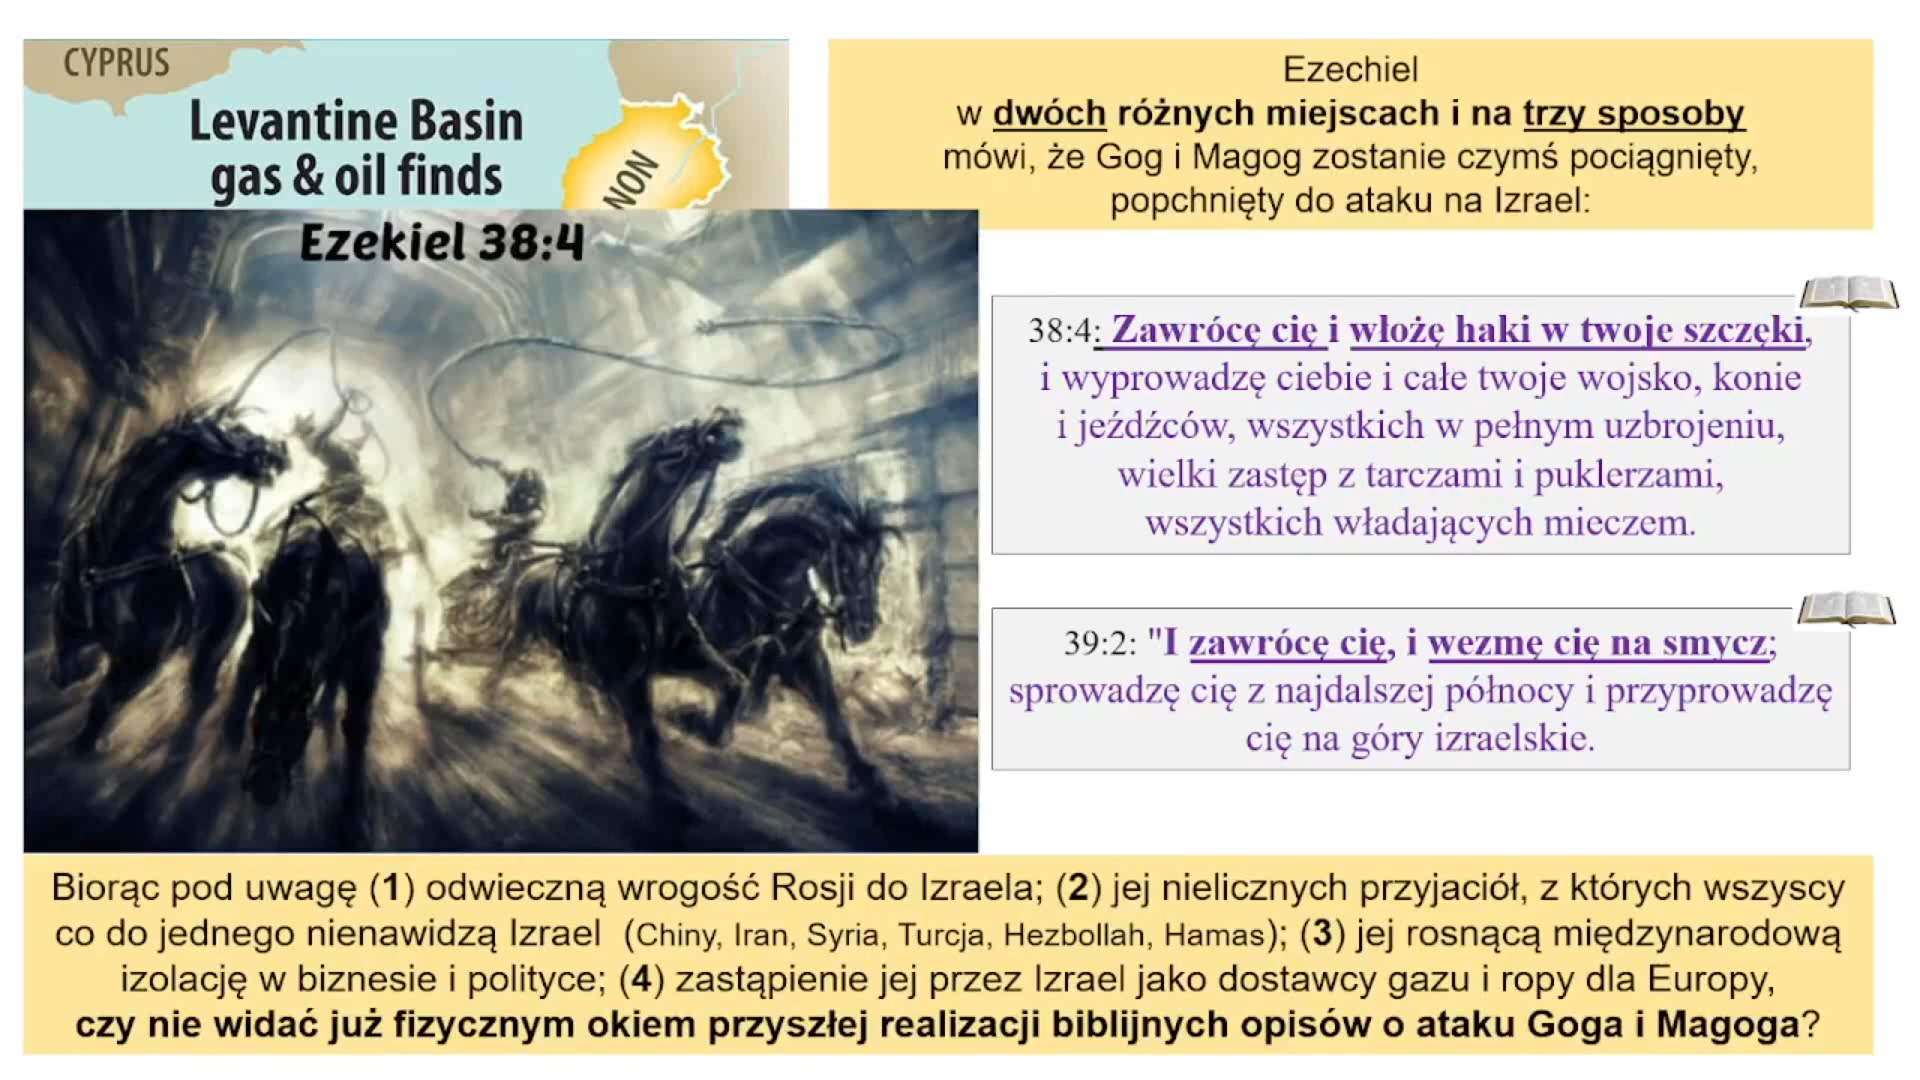 CYPRUS
Levantine Basin
gas & oil finds
NON
Ezekiel 38:4
Ezechiel
w dwóch różnych miejscach i na trzy sposoby
mówi, że Gog i Magog zostanie czymś pociągnięty,
popchnięty do ataku na Izrael:
38:4: Zawrócę cię i włożę haki w twoje szczęki,
i wyprowadzę ciebie i całe twoje wojsko, konie
i jeźdźców, wszystkich w pełnym uzbrojeniu,
wielki zastęp z tarczami i puklerzami,
wszystkich władających mieczem.
39:2: "I zawrócę cię, i wezmę cię na smycz;
sprowadzę cię z najdalszej północy i przyprowadzę
cię na góry izraelskie.
Biorąc pod uwagę (1) odwieczną wrogość Rosji do Izraela; (2) jej nielicznych przyjaciół, z których wszyscy
co do jednego nienawidzą Izrael (Chiny, Iran, Syria, Turcja, Hezbollah, Hamas); (3) jej rosnącą międzynarodową
izolację w biznesie i polityce; (4) zastąpienie jej przez Izrael jako dostawcy gazu i ropy dla Europy,
czy nie widać już fizycznym okiem przyszłej realizacji biblijnych opisów o ataku Goga i Magoga?